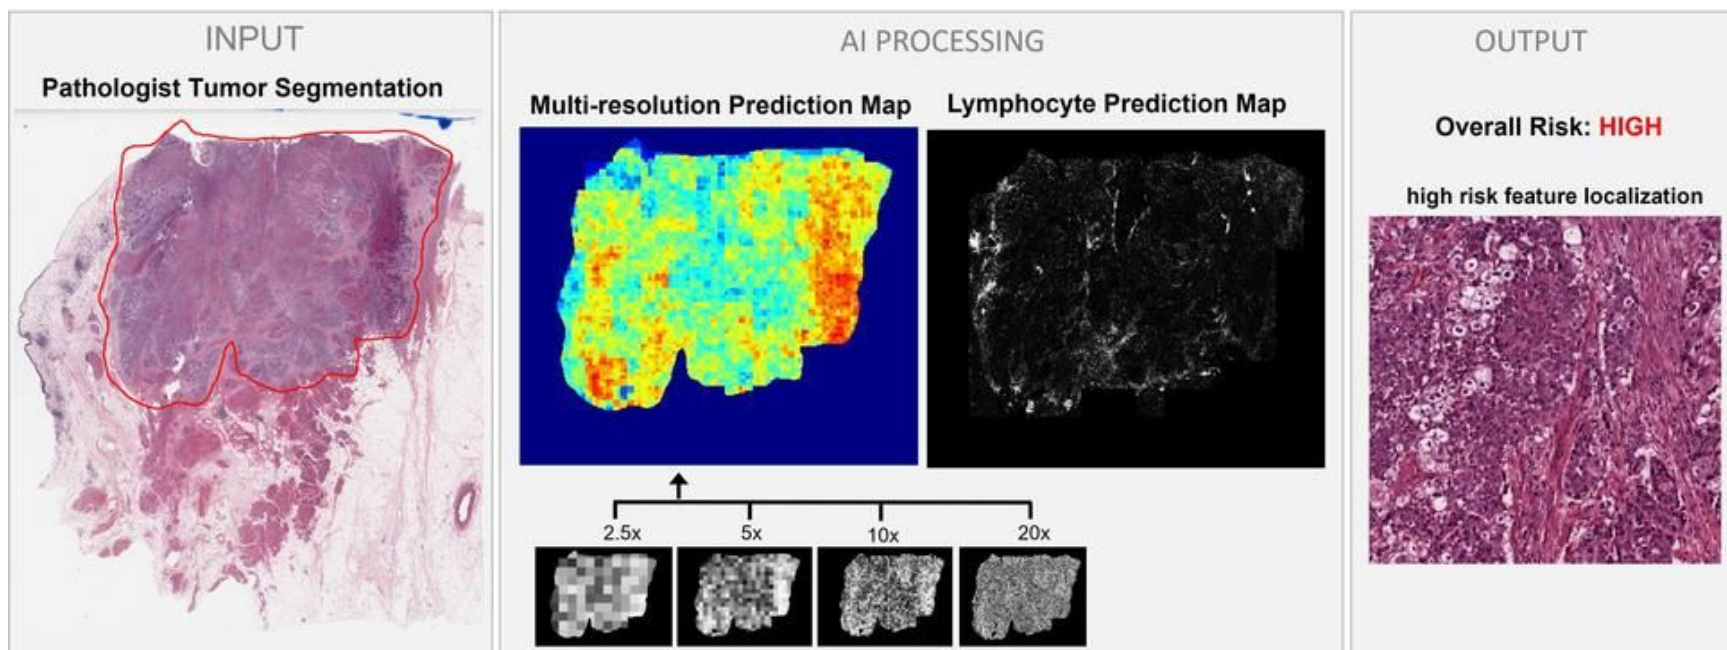 INPUT
Pathologist Tumor Segmentation
AI PROCESSING
Multi-resolution Prediction Map
Lymphocyte Prediction Map
2.5x
5x
10x
20x
OUTPUT
Overall Risk: HIGH
high risk feature localization